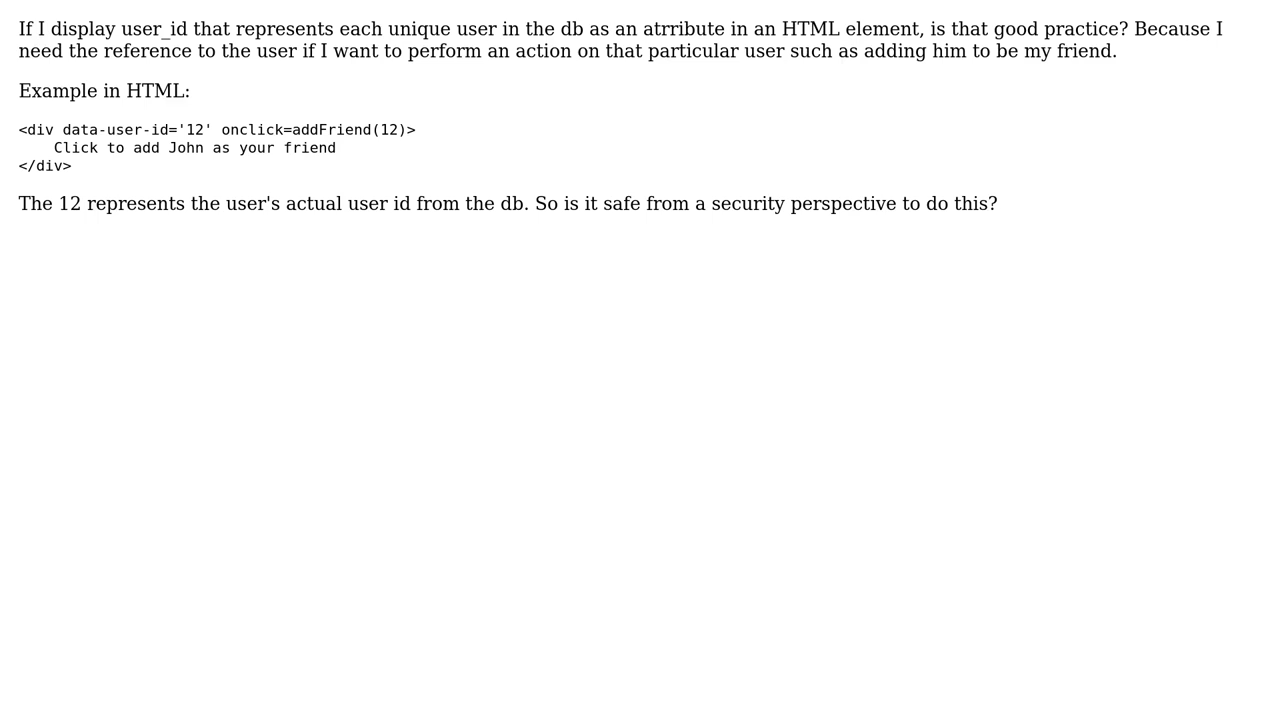 If I display user_id that represents each unique user in the db as an atrribute in an HTML element, is that good practice? Because I
need the reference to the user if I want to perform an action on that particular user such as adding him to be my friend.
Example in HTML:
<div data-user-id='12' onclick=addFriend(12)>
    Click to add John as your friend
</div>
The 12 represents the user's actual user id from the db. So is it safe from a security perspective to do this?